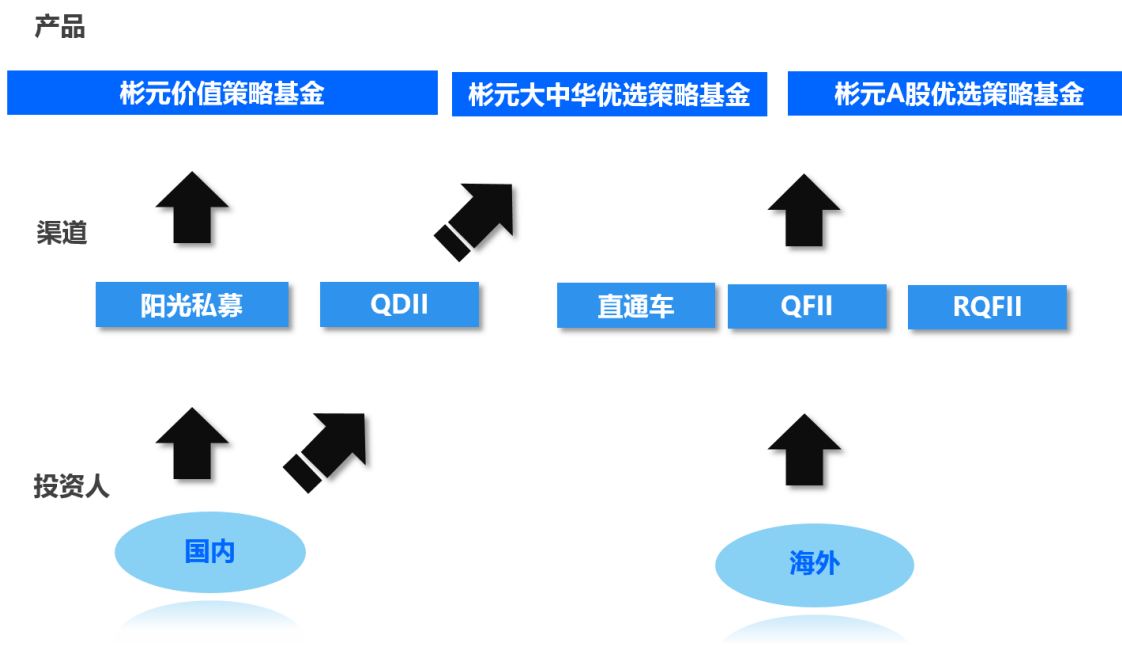 产品
彬元价值策略基金
彬元大中华优选策略基金
彬元A股优选策略基金
渠道
阳光私募
QDII
直通车
QFII
RQFII
投资人
国内
海外